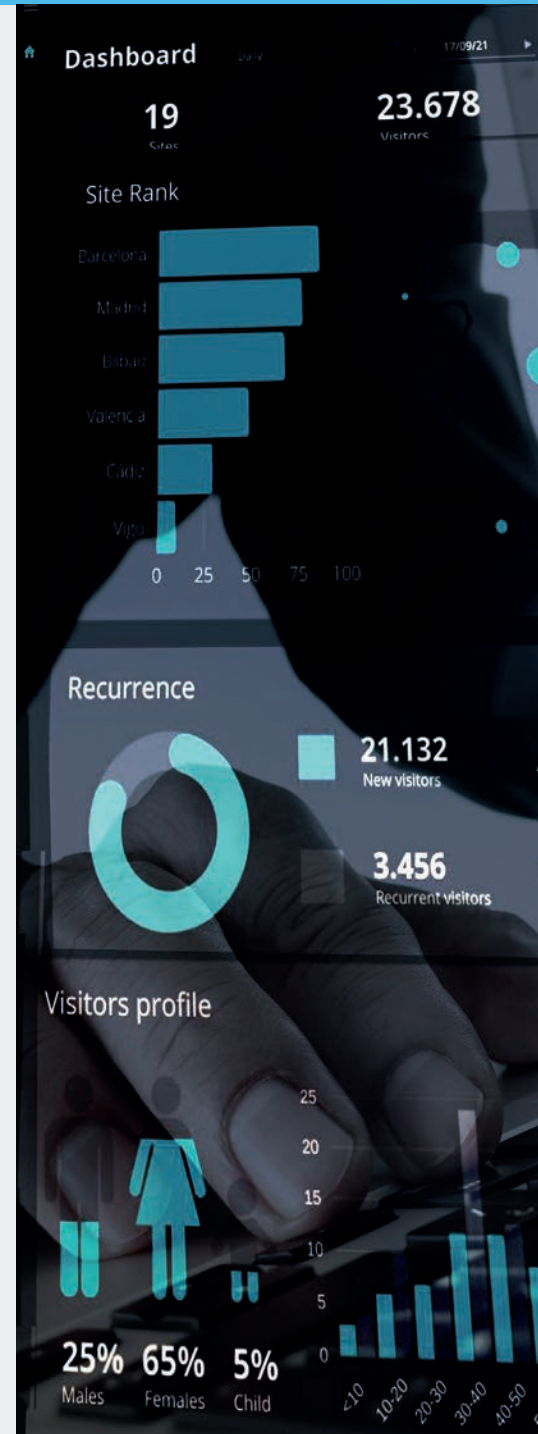 Dashboard
Daily
17/09/21
19
Sites
23.678
Visitors
Site Rank
Barcelona
Madrid
Bilbao
Valencia
Cádiz
Vigo
0 25 50 75 100
Recurrence
21.132
New visitors
3.456
Recurrent visitors
Visitors profile
25
20
15
10
5
0
25% 65% 5%
Males Females Child
<10 10-20 20-30 30-40 40-50